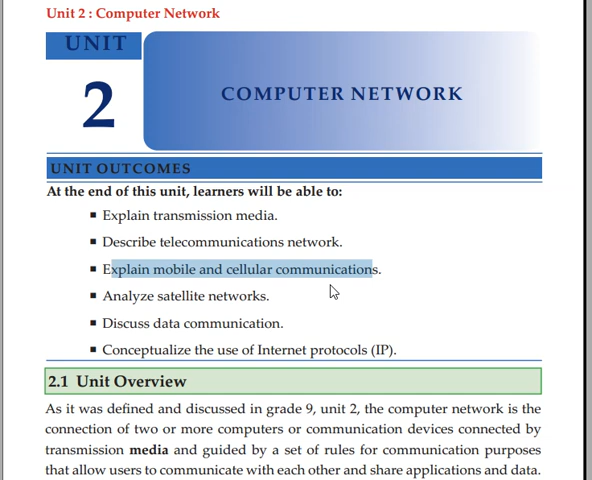 Unit 2 : Computer Network
UNIT
2
COMPUTER NETWORK
UNIT OUTCOMES
At the end of this unit, learners will be able to:
▪ Explain transmission media.
▪ Describe telecommunications network.
▪ Explain mobile and cellular communications.
▪ Analyze satellite networks.
▪ Discuss data communication.
▪ Conceptualize the use of Internet protocols (IP).
2.1 Unit Overview
As it was defined and discussed in grade 9, unit 2, the computer network is the
connection of two or more computers or communication devices connected by
transmission media and guided by a set of rules for communication purposes
that allow users to communicate with each other and share applications and data.